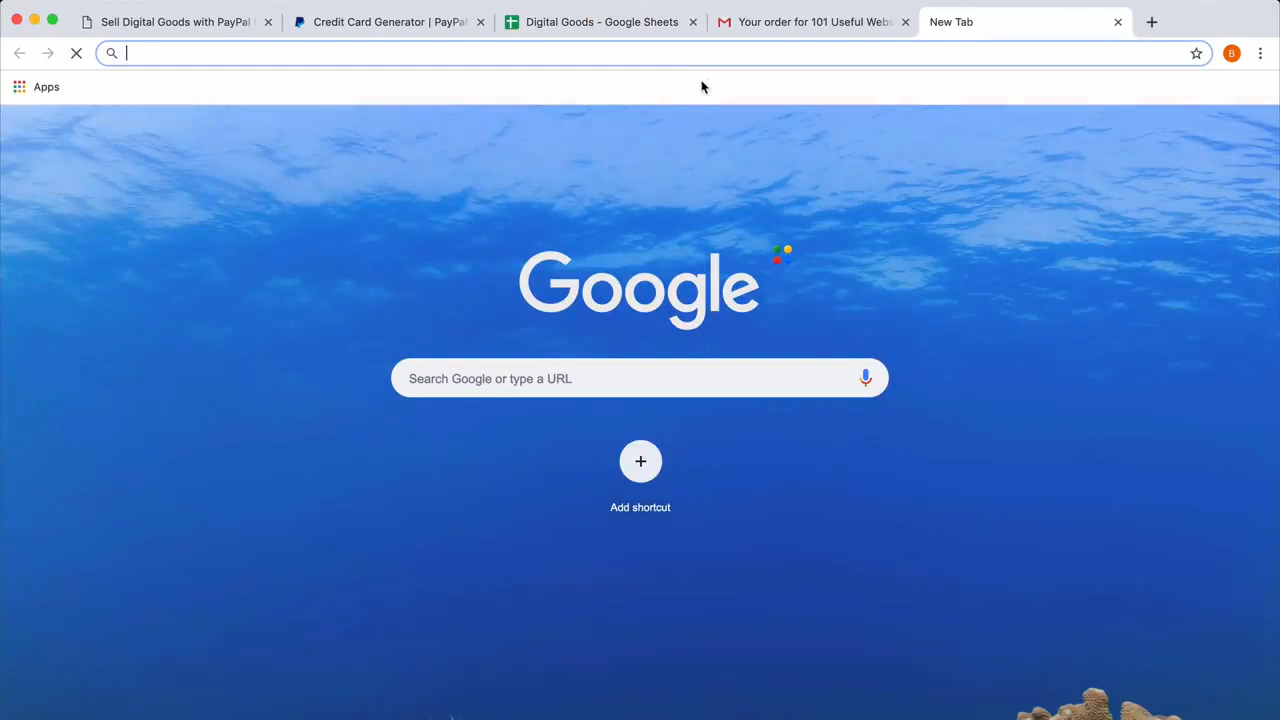 Sell Digital Goods with PayPal
Credit Card Generator | PayPal
Digital Goods - Google Sheets
Your order for 101 Useful Webs
New Tab
B
Apps
Google
Search Google or type a URL
Add shortcut